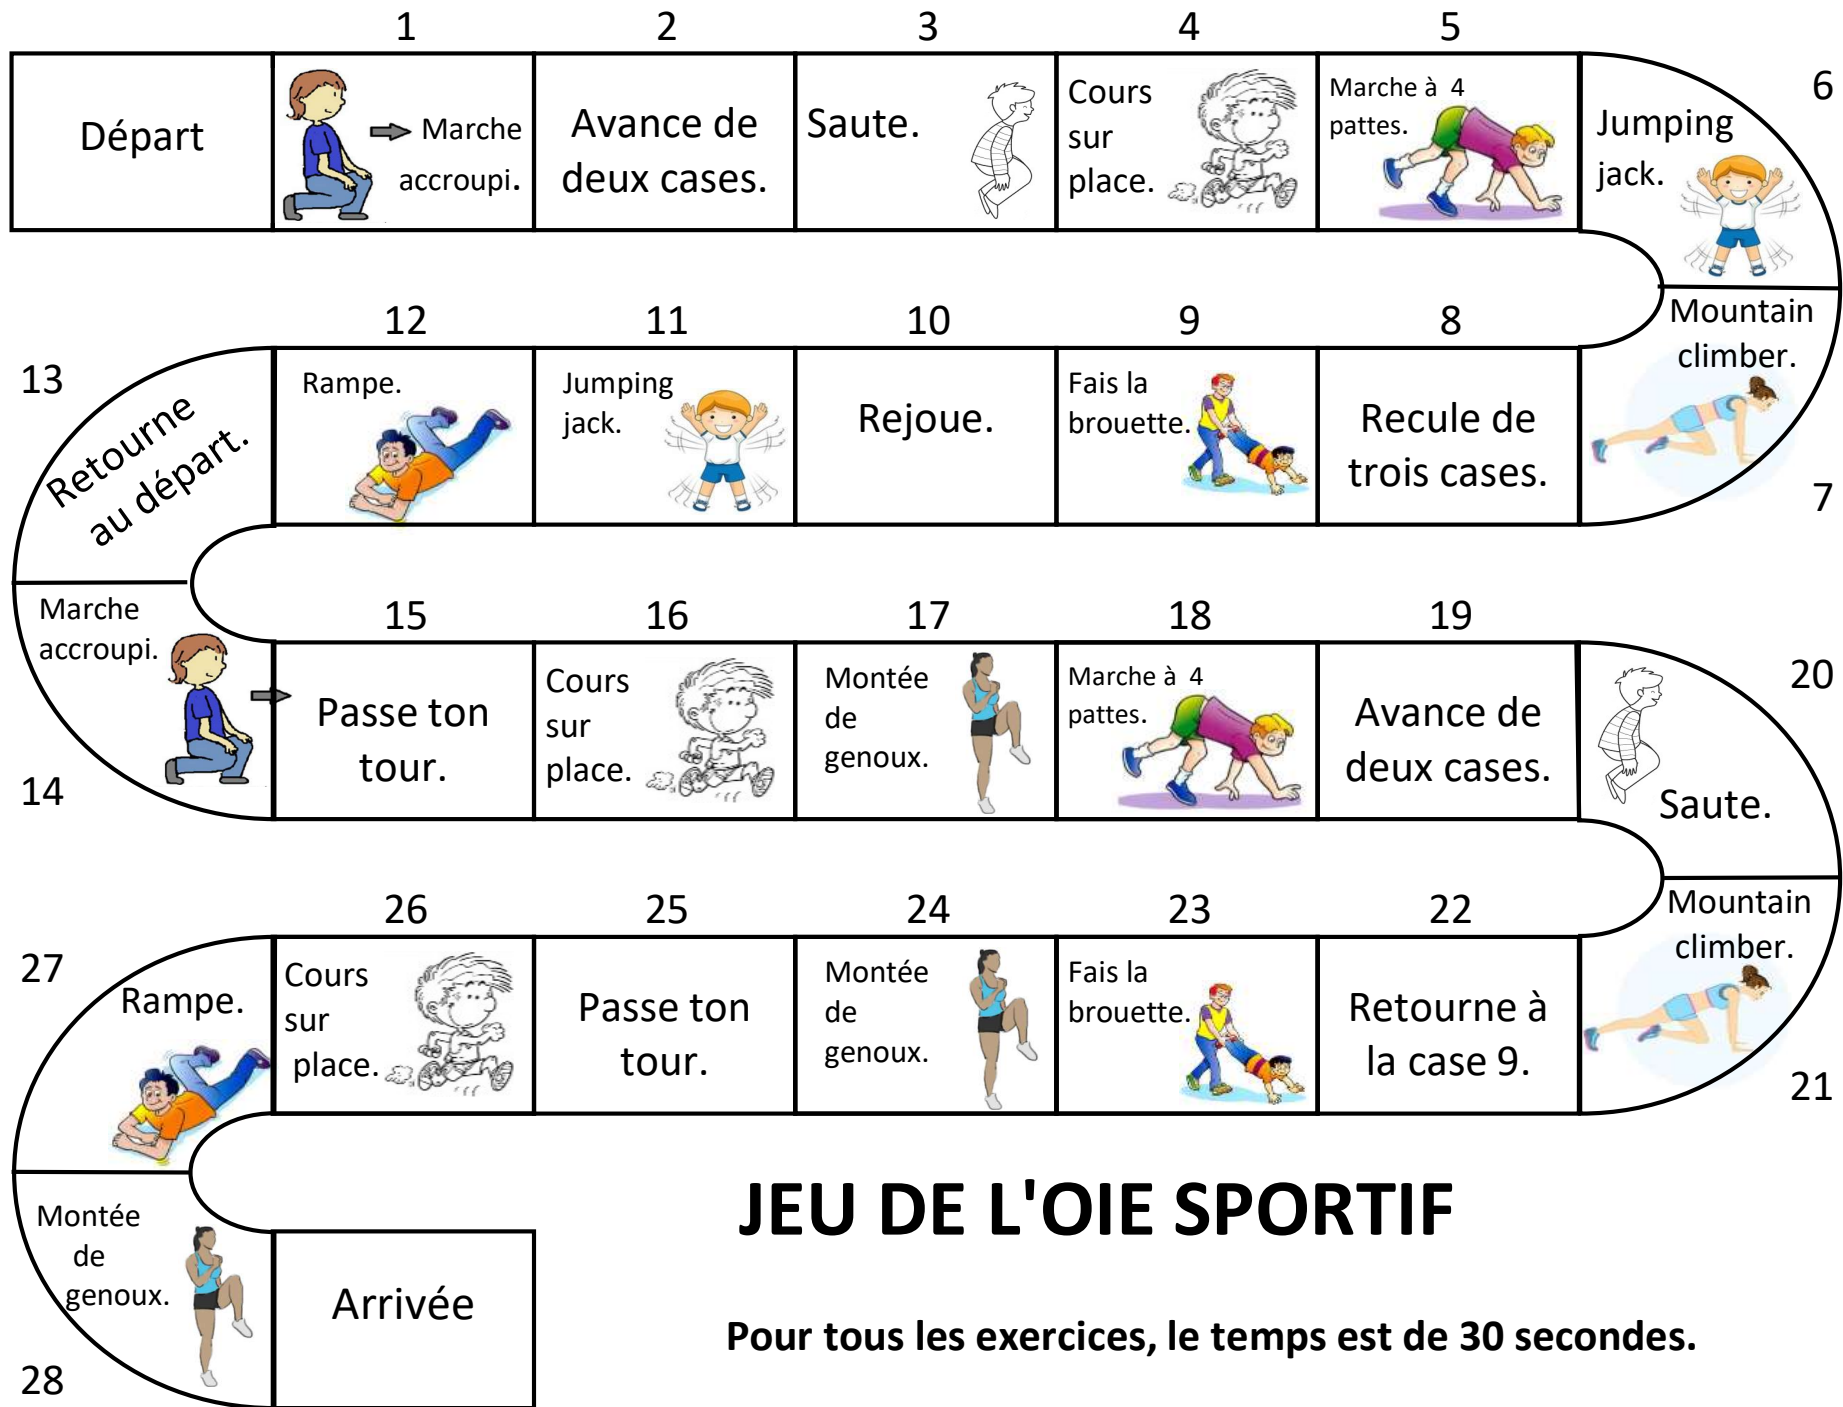 1 2 3 4 5
6
Départ
Marche
accroupi.
Avance de
deux cases.
Saute.
Cours
sur
place.
Marche à 4
pattes.
Jumping
jack.
12 11 10 9 8
Mountain
climber.
7
13
Retourne
au départ.
Rampe.
Jumping
jack.
Rejoue.
Fais la
brouette.
Recule de
trois cases.
Marche
accroupi.
14
15 16 17 18 19
20
Passe ton
tour.
Cours
sur
place.
Montée
de
genoux.
Marche à 4
pattes.
Avance de
deux cases.
Saute.
26 25 24 23 22
Mountain
climber.
21
27
Rampe.
Cours
sur
place.
Passe ton
tour.
Montée
de
genoux.
Fais la
brouette.
Retourne à
la case 9.
Montée
de
genoux.
28
Arrivée
JEU DE L'OIE SPORTIF
Pour tous les exercices, le temps est de 30 secondes.